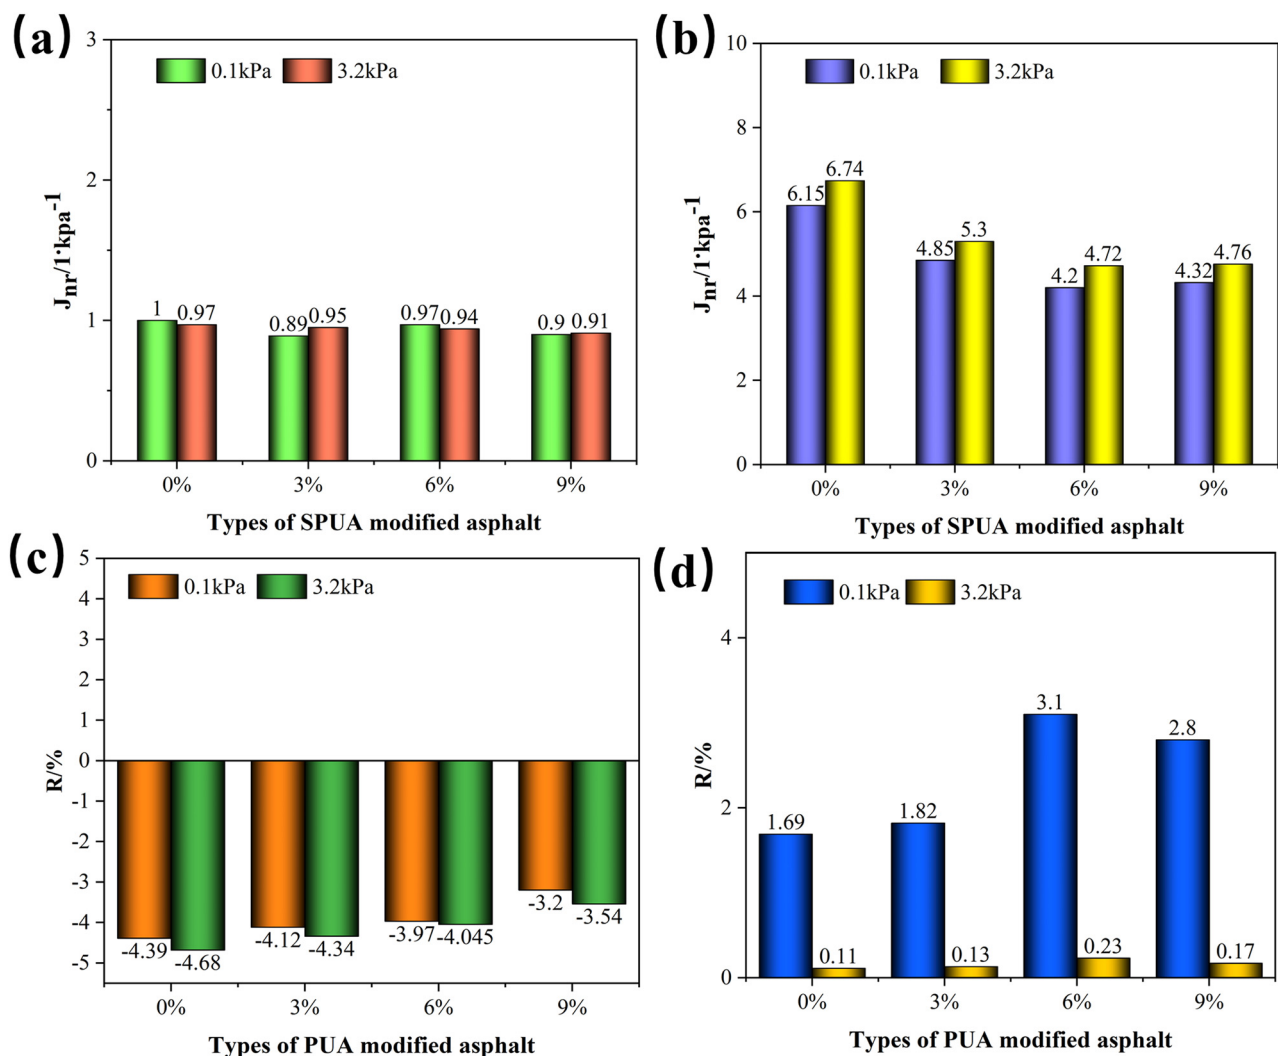 (a)
3
2
1
0
J_nr/1·kpa^-1
0.1kPa 3.2kPa
1 0.97 0.89 0.95 0.97 0.94 0.9 0.91
0% 3% 6% 9%
Types of SPUA modified asphalt
(b)
10
8
6
4
2
0
J_nr/1·kpa^-1
0.1kPa 3.2kPa
6.15 6.74 4.85 5.3 4.2 4.72 4.32 4.76
0% 3% 6% 9%
Types of SPUA modified asphalt
(c)
5
4
3
2
1
0
-1
-2
-3
-4
-5
R/%
0.1kPa 3.2kPa
-4.39 -4.68 -4.12 -4.34 -3.97 -4.045 -3.2 -3.54
0% 3% 6% 9%
Types of PUA modified asphalt
(d)
4
2
0
R/%
0.1kPa 3.2kPa
1.69 0.11 1.82 0.13 3.1 0.23 2.8 0.17
0% 3% 6% 9%
Types of PUA modified asphalt